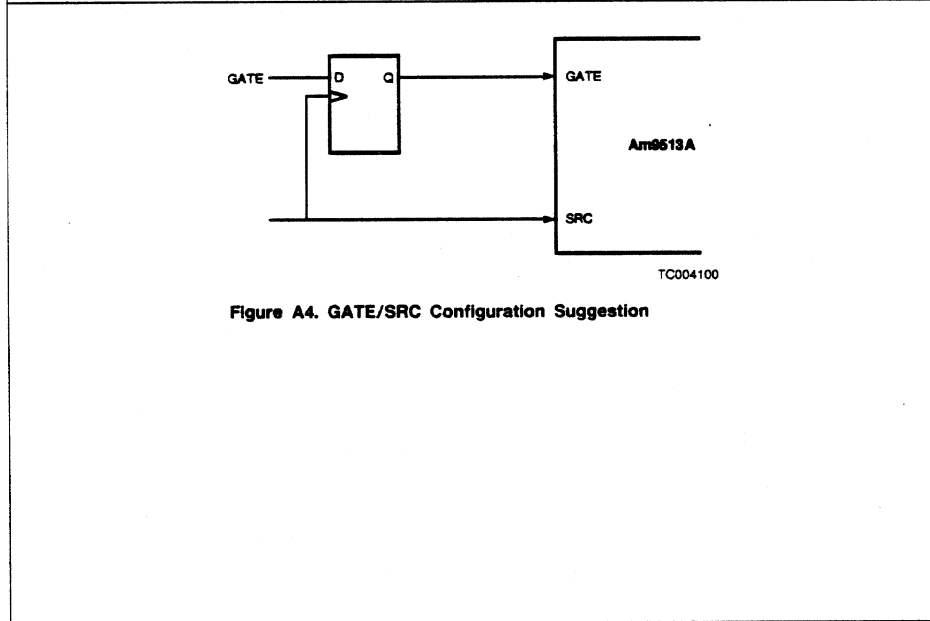 GATE
D Q
GATE
Am9513A
SRC
TC004100
Figure A4. GATE/SRC Configuration Suggestion